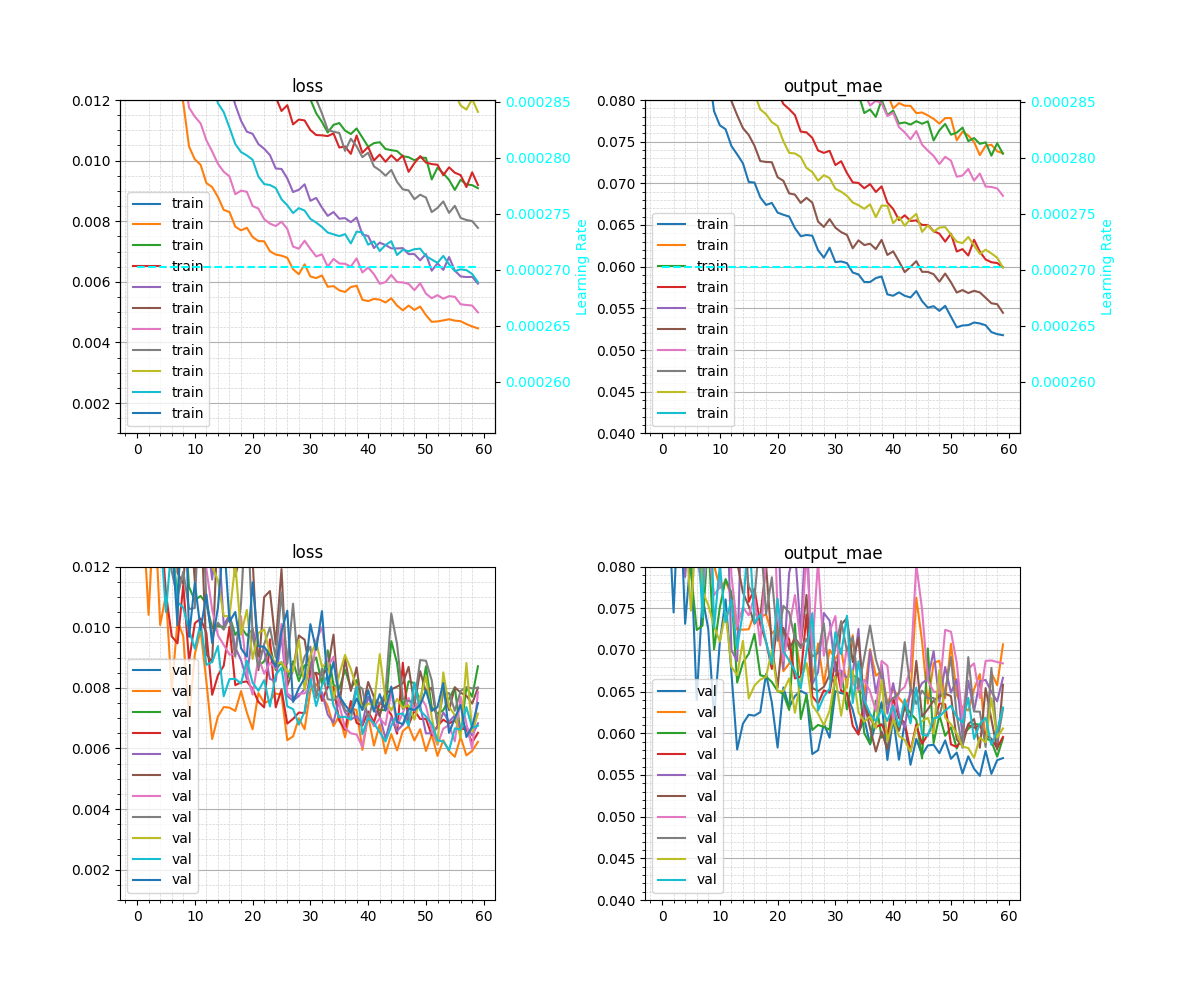 loss
0.012
0.010
0.008
0.006
0.004
0.002
train
train
train
train
train
train
train
train
train
train
train
0 10 20 30 40 50 60
0.000285
0.000280
0.000275
0.000270
0.000265
0.000260
Learning Rate
output_mae
0.080
0.075
0.070
0.065
0.060
0.055
0.050
0.045
0.040
train
train
train
train
train
train
train
train
train
train
0 10 20 30 40 50 60
0.000285
0.000280
0.000275
0.000270
0.000265
0.000260
Learning Rate
loss
0.012
0.010
0.008
0.006
0.004
0.002
val
val
val
val
val
val
val
val
val
val
val
0 10 20 30 40 50 60
output_mae
0.080
0.075
0.070
0.065
0.060
0.055
0.050
0.045
0.040
val
val
val
val
val
val
val
val
val
val
0 10 20 30 40 50 60